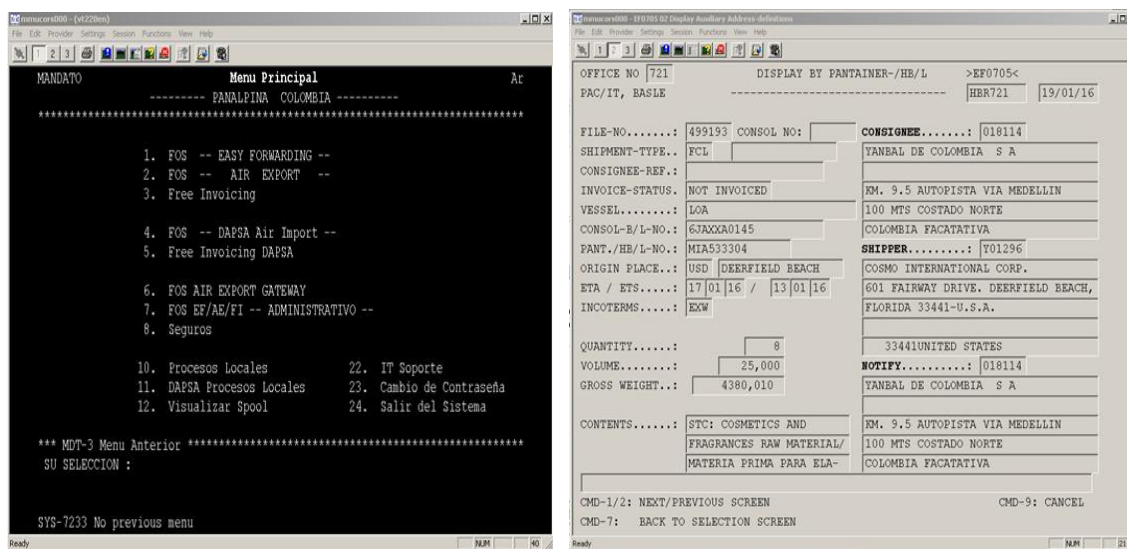 mmucors000 - (vt220en)
File Edit Provider Settings Session Functions View Help
1 2 3
MANDATO Menu Principal Ar
--------- PANALPINA COLOMBIA ----------
******************************************************************************
1. FOS -- EASY FORWARDING --
2. FOS -- AIR EXPORT --
3. Free Invoicing
4. FOS -- DAPSA Air Import --
5. Free Invoicing DAPSA
6. FOS AIR EXPORT GATEWAY
7. FOS EF/AE/FI -- ADMINISTRATIVO --
8. Seguros
10. Procesos Locales 22. IT Soporte
11. DAPSA Procesos Locales 23. Cambio de Contraseña
12. Visualizar Spool 24. Salir del Sistema
*** MDT-3 Menu Anterior ******************************************************
SU SELECCION :
SYS-7233 No previous menu
Ready NUM 40
mmucors000 - EF0705 02 Display Auxiliary Address-definitions
File Edit Provider Settings Session Functions View Help
1 2 3
OFFICE NO 721 DISPLAY BY PANTAINER-/HB/L >EF0705<
PAC/IT, BASLE --------------------------------- HBR721 19/01/16
FILE-NO.......: 499193 CONSOL NO: CONSIGNEE.......: 018114
SHIPMENT-TYPE.. FCL YANBAL DE COLOMBIA S A
CONSIGNEE-REF.:
INVOICE-STATUS. NOT INVOICED KM. 9.5 AUTOPISTA VIA MEDELLIN
VESSEL........: LOA 100 MTS COSTADO NORTE
CONSOL-B/L-NO.: 6JAXXA0145 COLOMBIA FACATATIVA
PANT./HB/L-NO.: MIA533304 SHIPPER.........: T01296
ORIGIN PLACE..: USD DEERFIELD BEACH COSMO INTERNATIONAL CORP.
ETA / ETS.....: 17 01 16 / 13 01 16 601 FAIRWAY DRIVE. DEERFIELD BEACH,
INCOTERMS.....: EXW FLORIDA 33441-U.S.A.
QUANTITY......: 8 33441UNITED STATES
VOLUME........: 25,000 NOTIFY..........: 018114
GROSS WEIGHT..: 4380,010 YANBAL DE COLOMBIA S A
CONTENTS......: STC: COSMETICS AND KM. 9.5 AUTOPISTA VIA MEDELLIN
FRAGRANCES RAW MATERIAL/ 100 MTS COSTADO NORTE
MATERIA PRIMA PARA ELA- COLOMBIA FACATATIVA
CMD-1/2: NEXT/PREVIOUS SCREEN CMD-9: CANCEL
CMD-7: BACK TO SELECTION SCREEN
Ready NUM 21